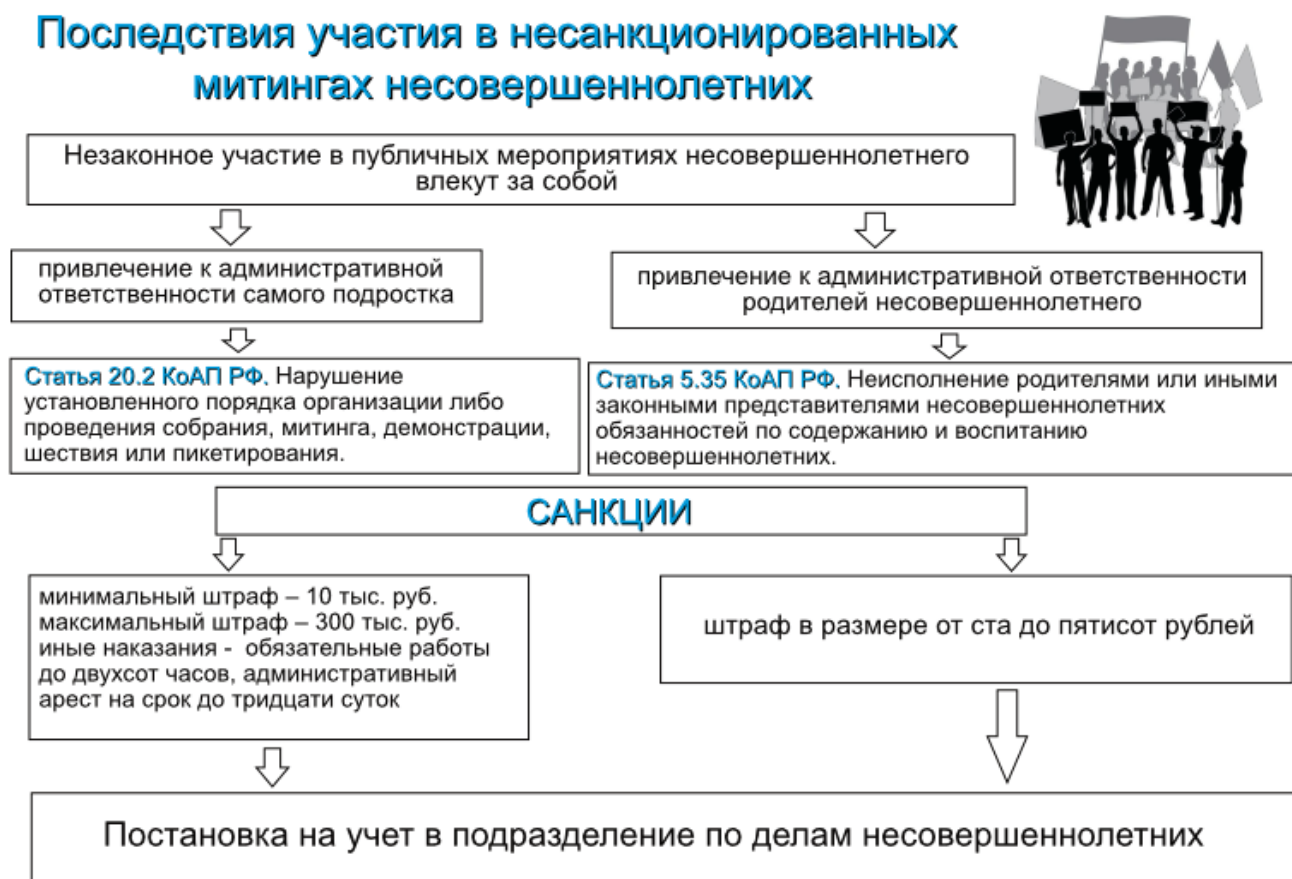 Последствия участия в несанкционированных
митингах несовершеннолетних
Незаконное участие в публичных мероприятиях несовершеннолетнего
влекут за собой
привлечение к административной
ответственности самого подростка
привлечение к административной ответственности
родителей несовершеннолетнего
Статья 20.2 КоАП РФ. Нарушение
установленного порядка организации либо
проведения собрания, митинга, демонстрации,
шествия или пикетирования.
Статья 5.35 КоАП РФ. Неисполнение родителями или иными
законными представителями несовершеннолетних
обязанностей по содержанию и воспитанию
несовершеннолетних.
САНКЦИИ
минимальный штраф – 10 тыс. руб.
максимальный штраф – 300 тыс. руб.
иные наказания - обязательные работы
до двухсот часов, административный
арест на срок до тридцати суток
штраф в размере от ста до пятисот рублей
Постановка на учет в подразделение по делам несовершеннолетних